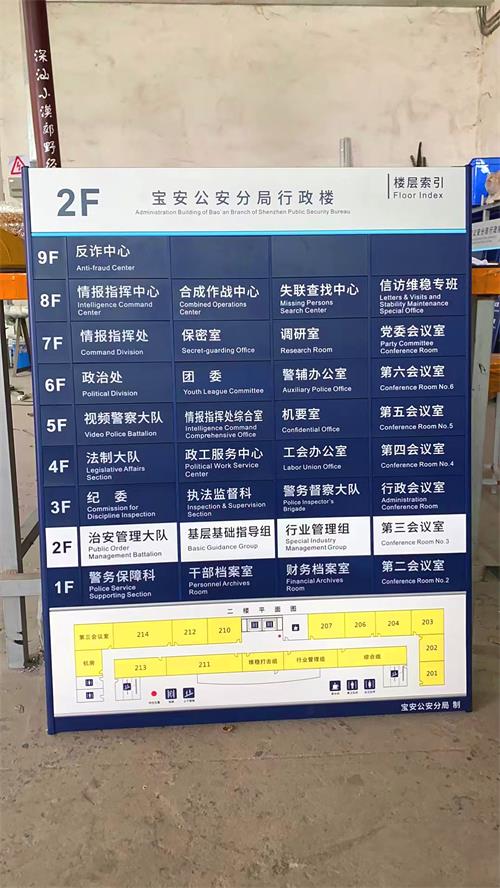 深汕小漠郊野径
2F
宝安公安分局行政楼
Administration Building of Bao'an Branch of Shenzhen Public Security Bureau
楼层索引
Floor Index
9F
反诈中心
Anti-fraud Center
8F
情报指挥中心
Intelligence Command
Center
合成作战中心
Combined Operations
Center
失联查找中心
Missing Persons
Search Center
信访维稳专班
Letters & Visits and
Stability Maintenance
Special Office
7F
情报指挥处
Command Division
保密室
Secret-guarding Office
调研室
Research Room
党委会议室
Party Committee
Conference Room
6F
政治处
Political Division
团 委
Youth League Committee
警辅办公室
Auxiliary Police Office
第六会议室
Conference Room No.6
5F
视频警察大队
Video Police Battalion
情报指挥处综合室
Intelligence Command
Comprehensive Office
机要室
Confidential Office
第五会议室
Conference Room No.5
4F
法制大队
Legislative Affairs
Section
政工服务中心
Political Work Service
Center
工会办公室
Labor Union Office
第四会议室
Conference Room No.4
3F
纪 委
Commission for
Discipline Inspection
执法监督科
Inspection & Supervision
Section
警务督察大队
Police Inspector's
Brigade
行政会议室
Administration
Conference Room
2F
治安管理大队
Public Order
Management Battalion
基层基础指导组
Basic Guidance Group
行业管理组
Special Industry
Management Group
第三会议室
Conference Room No.3
1F
警务保障科
Police Service
Supporting Section
干部档案室
Personnel Archives
Room
财务档案室
Financial Archives
Room
第二会议室
Conference Room No.2
二 楼 平 面 图
第三会议室
214
212
210
207
206
204
203
机房
213
211
维稳打击组
行业管理组
综合组
202
201
宝安公安分局 制